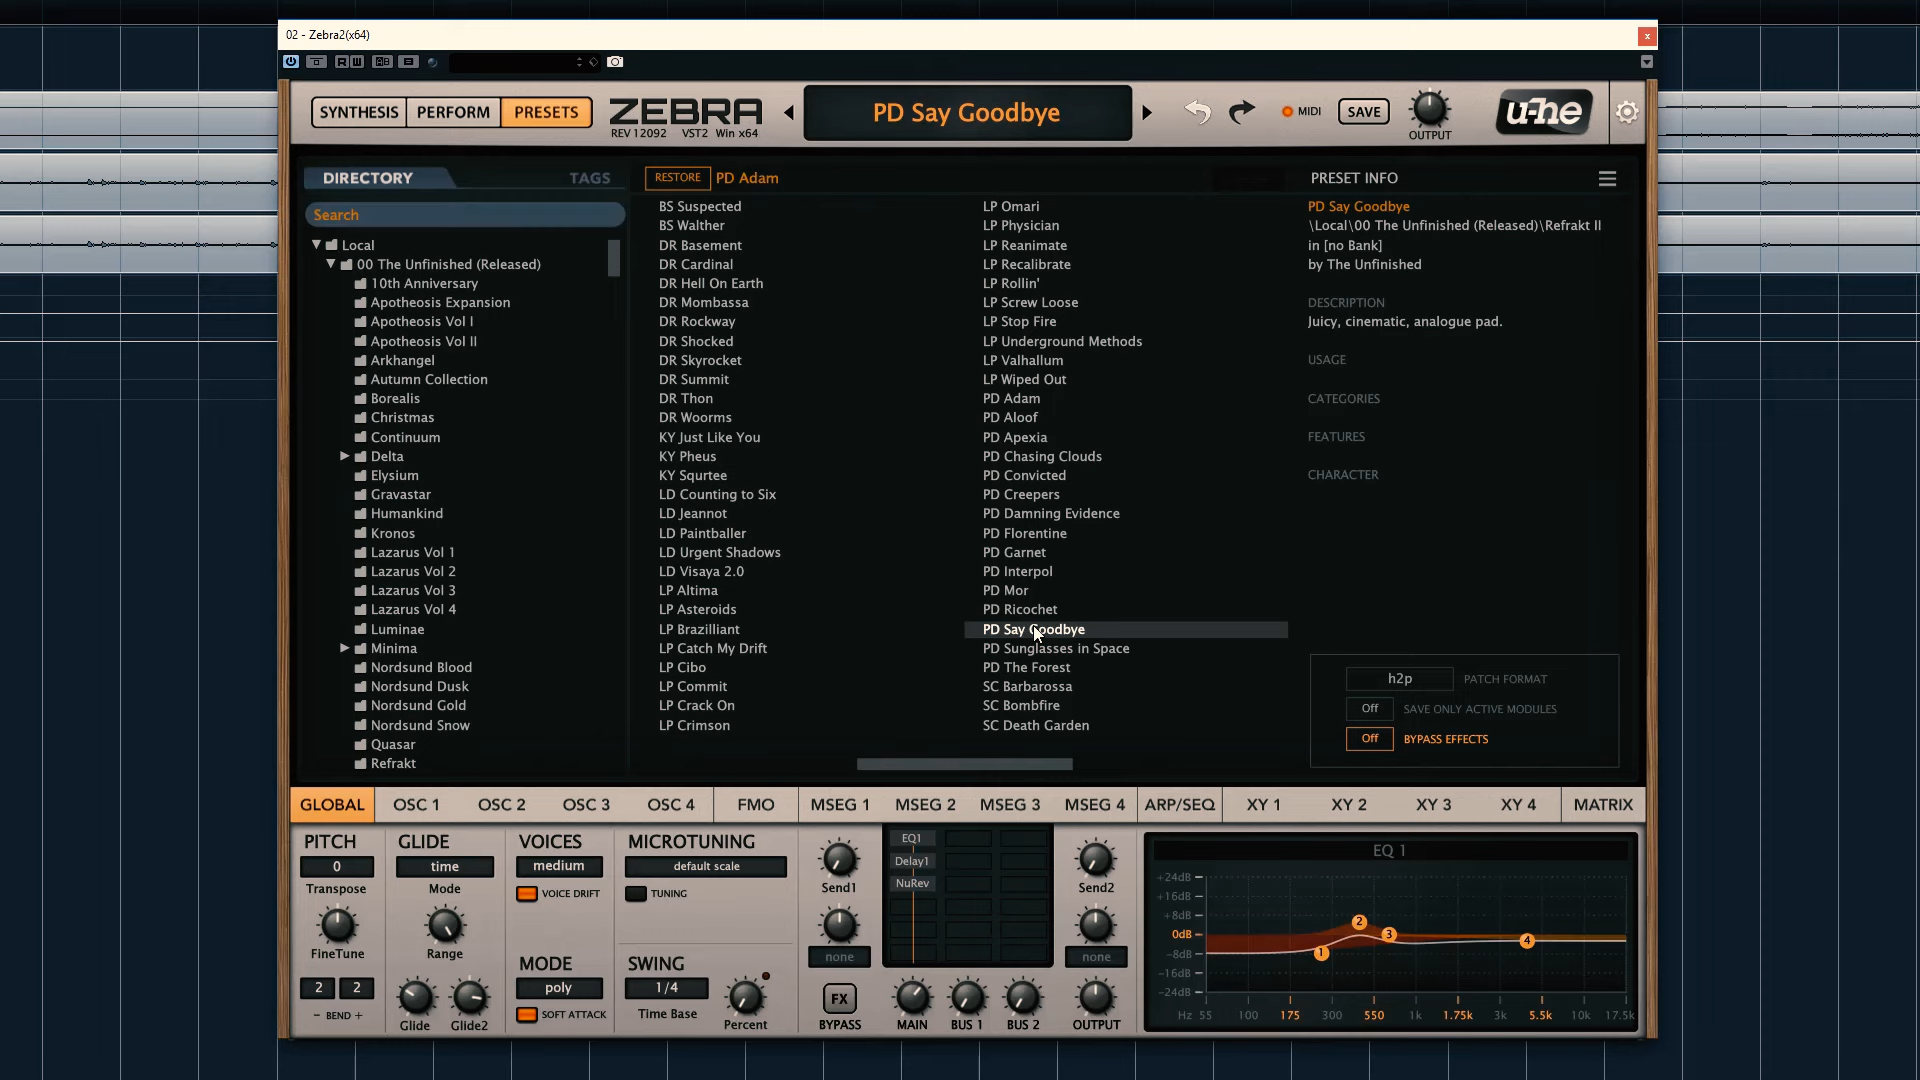 02 - Zebra2(x64)
x
R W AB
SYNTHESIS PERFORM PRESETS ZEBRA PD Say Goodbye MIDI SAVE u-he
REV 12092 VST2 Win x64 OUTPUT
DIRECTORY TAGS RESTORE PD Adam PRESET INFO
Search
Local
00 The Unfinished (Released)
10th Anniversary
Apotheosis Expansion
Apotheosis Vol I
Apotheosis Vol II
Arkhangel
Autumn Collection
Borealis
Christmas
Continuum
Delta
Elysium
Gravastar
Humankind
Kronos
Lazarus Vol 1
Lazarus Vol 2
Lazarus Vol 3
Lazarus Vol 4
Luminae
Minima
Nordsund Blood
Nordsund Dusk
Nordsund Gold
Nordsund Snow
Quasar
Refrakt
BS Suspected
BS Walther
DR Basement
DR Cardinal
DR Hell On Earth
DR Mombassa
DR Rockway
DR Shocked
DR Skyrocket
DR Summit
DR Thon
DR Wooms
KY Just Like You
KY Pheus
KY Squrtee
LD Counting to Six
LD Jeannot
LD Paintballer
LD Urgent Shadows
LD Visaya 2.0
LP Altima
LP Asteroids
LP Brazilliant
LP Catch My Drift
LP Cibo
LP Commit
LP Crack On
LP Crimson
LP Omari
LP Physician
LP Reanimate
LP Recalibrate
LP Rollin'
LP Screw Loose
LP Stop Fire
LP Underground Methods
LP Valhallum
LP Wiped Out
PD Adam
PD Aloof
PD Apexia
PD Chasing Clouds
PD Convicted
PD Creepers
PD Damning Evidence
PD Florentine
PD Garnet
PD Interpol
PD Mor
PD Ricochet
PD Say Goodbye
PD Sunglasses in Space
PD The Forest
SC Barbarossa
SC Bombfire
SC Death Garden
PD Say Goodbye
\Local\00 The Unfinished (Released)\Refrakt II
in [no Bank]
by The Unfinished
DESCRIPTION
Juicy, cinematic, analogue pad.
USAGE
CATEGORIES
FEATURES
CHARACTER
h2p PATCH FORMAT
Off SAVE ONLY ACTIVE MODULES
Off BYPASS EFFECTS
GLOBAL OSC 1 OSC 2 OSC 3 OSC 4 FMO MSEG 1 MSEG 2 MSEG 3 MSEG 4 ARP/SEQ XY 1 XY 2 XY 3 XY 4 MATRIX
PITCH
0
Transpose
FineTune
2 2
- BEND +
GLIDE
time
Mode
Range
Glide Glide2
VOICES
medium
VOICE DRIFT
MODE
poly
SOFT ATTACK
MICROTUNING
default scale
TUNING
SWING
1/4
Time Base Percent
Send1
none
FX
BYPASS
EQ1
Delay1
NuRev
MAIN BUS 1 BUS 2
Send2
none
OUTPUT
EQ 1
+24dB
+16dB
+8dB
0dB
-8dB
-16dB
-24dB
1 2 3 4
Hz 55 100 175 300 550 1k 1.75k 3k 5.5k 10k 17.5k